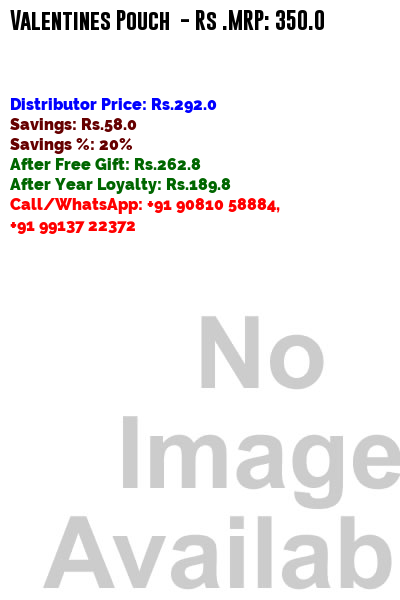 Valentines Pouch - Rs .MRP: 350.0
Distributor Price: Rs.292.0
Savings: Rs.58.0
Savings %: 20%
After Free Gift: Rs.262.8
After Year Loyalty: Rs.189.8
Call/WhatsApp: +91 90810 58884,
+91 99137 22372
No
Image
Availab